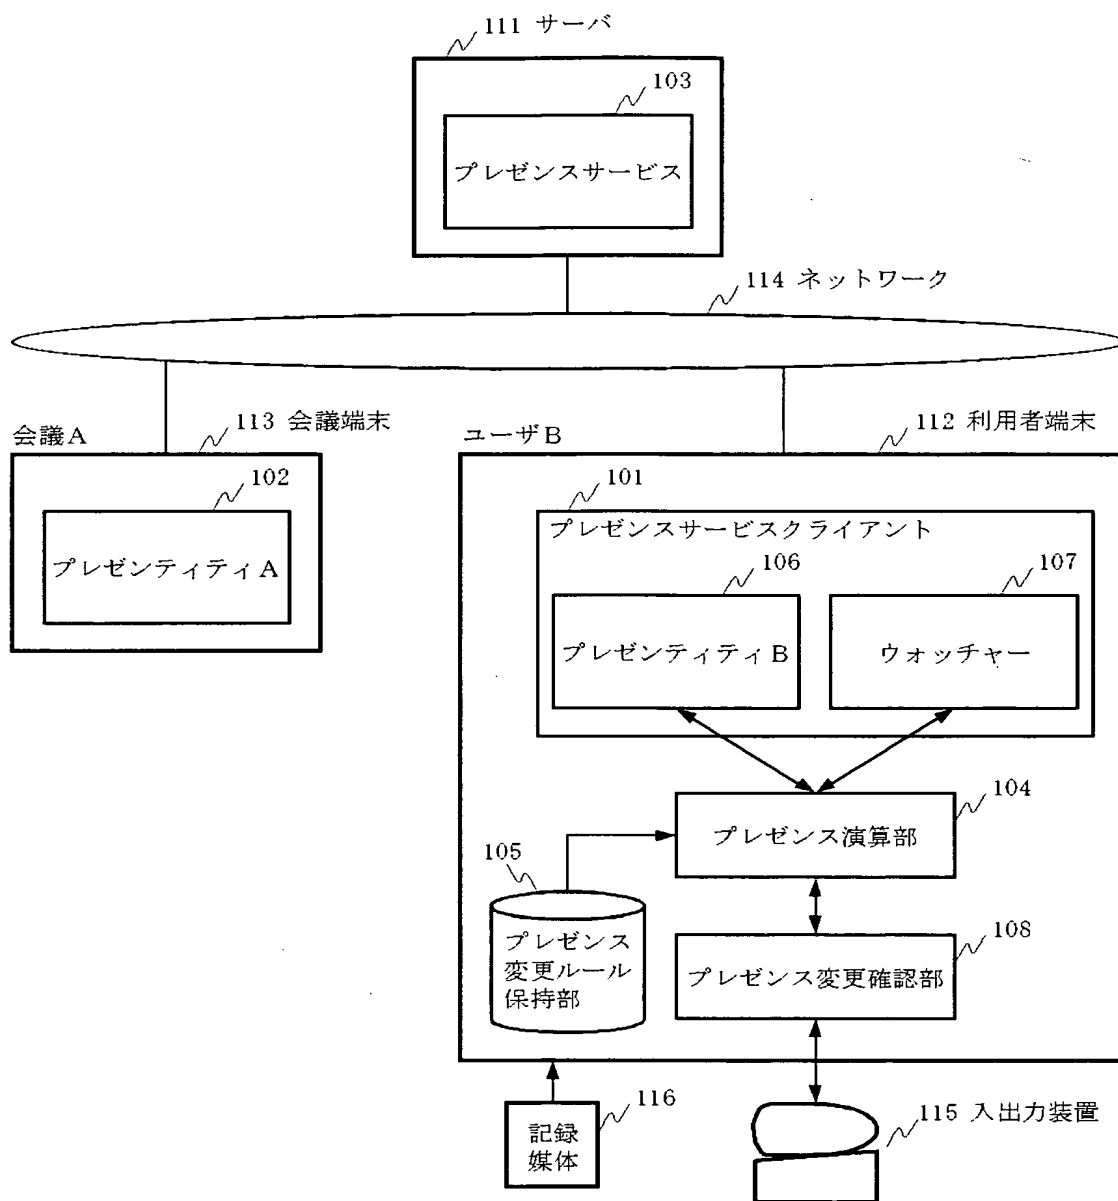 111 サーバ
103
プレゼンスサービス
114 ネットワーク
会議A
113 会議端末
102
プレゼンティティA
ユーザB
112 利用者端末
101
プレゼンスサービスクライアント
106
プレゼンティティB
107
ウォッチャー
104
プレゼンス演算部
105
プレゼンス
変更ルール
保持部
108
プレゼンス変更確認部
116
記録
媒体
115 入出力装置